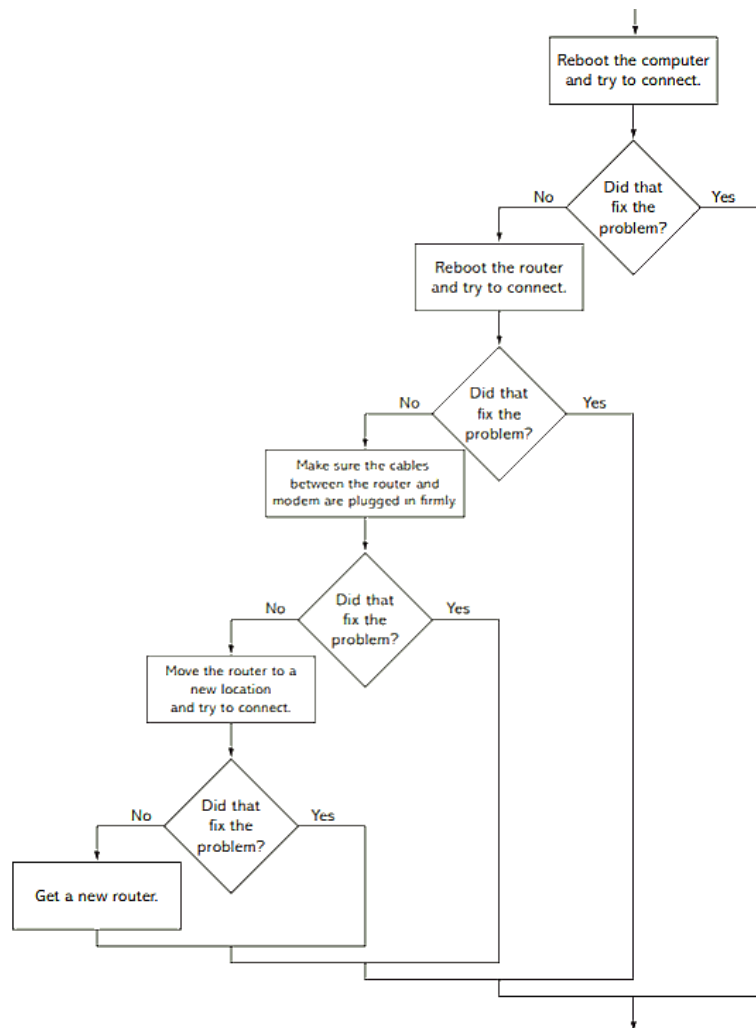 Reboot the computer
and try to connect.
Did that
fix the
problem?
No
Yes
Reboot the router
and try to connect.
Did that
fix the
problem?
No
Yes
Make sure the cables
between the router and
modem are plugged in firmly
Did that
fix the
problem?
No
Yes
Move the router to a
new location
and try to connect.
Did that
fix the
problem?
No
Yes
Get a new router.